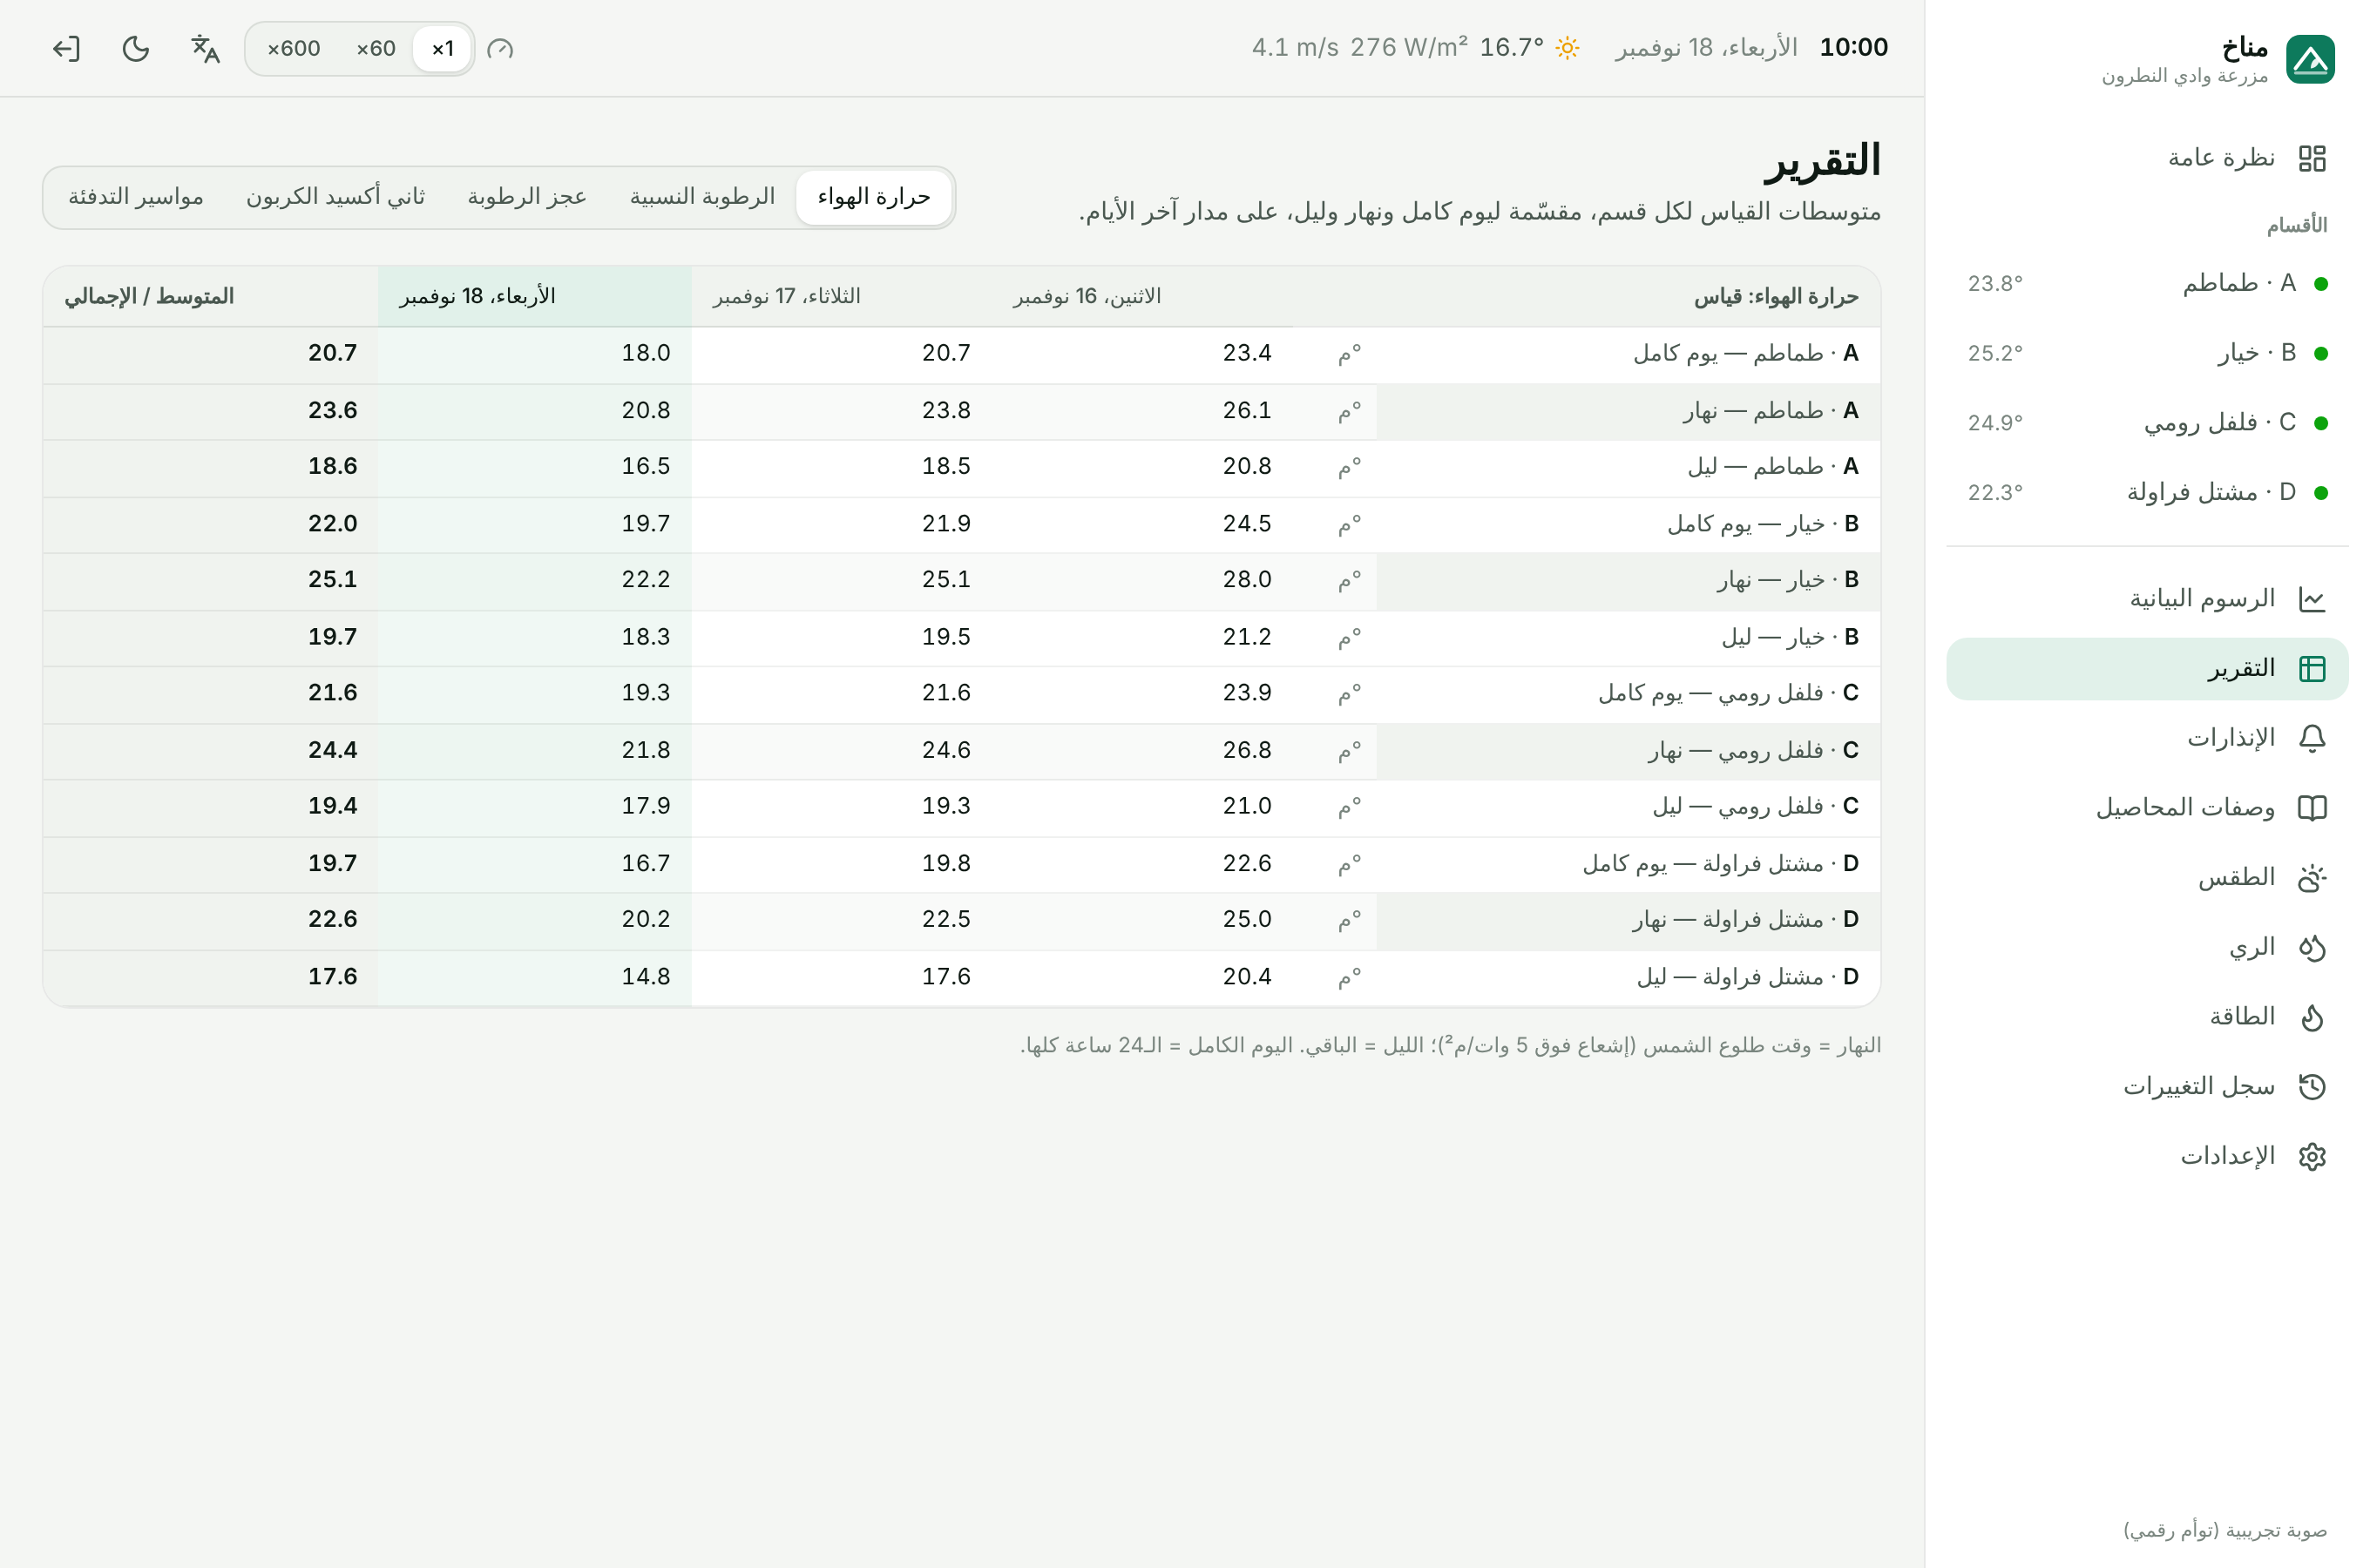 مناخ
مزرعة وادي النطرون
نظرة عامة
الأقسام
A · طماطم 23.8°
B · خيار 25.2°
C · فلفل رومي 24.9°
D · مشتل فراولة 22.3°
الرسوم البيانية
التقرير
الإنذارات
وصفات المحاصيل
الطقس
الري
الطاقة
سجل التغييرات
الإعدادات
صوبة تجريبية (توأم رقمي)
10:00 الأربعاء، 18 نوفمبر 16.7° 276 W/m² 4.1 m/s
×1 ×60 ×600
التقرير
متوسطات القياس لكل قسم، مقسّمة ليوم كامل ونهار وليل، على مدار آخر الأيام.
حرارة الهواء الرطوبة النسبية عجز الرطوبة ثاني أكسيد الكربون مواسير التدفئة
حرارة الهواء: قياس الاثنين، 16 نوفمبر الثلاثاء، 17 نوفمبر الأربعاء، 18 نوفمبر المتوسط / الإجمالي
A · طماطم — يوم كامل °م 23.4 20.7 18.0 20.7
A · طماطم — نهار °م 26.1 23.8 20.8 23.6
A · طماطم — ليل °م 20.8 18.5 16.5 18.6
B · خيار — يوم كامل °م 24.5 21.9 19.7 22.0
B · خيار — نهار °م 28.0 25.1 22.2 25.1
B · خيار — ليل °م 21.2 19.5 18.3 19.7
C · فلفل رومي — يوم كامل °م 23.9 21.6 19.3 21.6
C · فلفل رومي — نهار °م 26.8 24.6 21.8 24.4
C · فلفل رومي — ليل °م 21.0 19.3 17.9 19.4
D · مشتل فراولة — يوم كامل °م 22.6 19.8 16.7 19.7
D · مشتل فراولة — نهار °م 25.0 22.5 20.2 22.6
D · مشتل فراولة — ليل °م 20.4 17.6 14.8 17.6
النهار = وقت طلوع الشمس (إشعاع فوق 5 وات/م²)؛ الليل = الباقي. اليوم الكامل = الـ24 ساعة كلها.